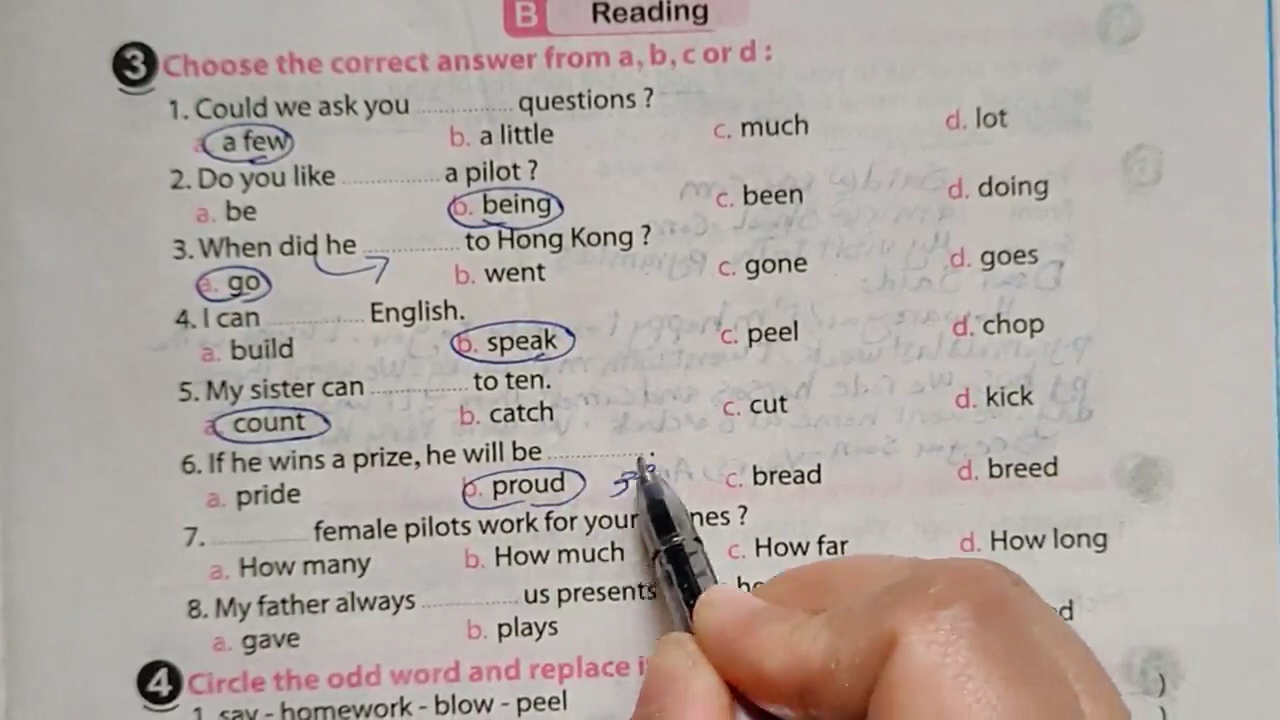 B Reading
3 Choose the correct answer from a, b, c or d :
1. Could we ask you .............. questions ?
a. a few b. a little c. much d. lot
2. Do you like .............. a pilot ?
a. be b. being c. been d. doing
3. When did he .............. to Hong Kong ?
a. go b. went c. gone d. goes
4. I can .............. English.
a. build b. speak c. peel d. chop
5. My sister can .............. to ten.
a. count b. catch c. cut d. kick
6. If he wins a prize, he will be .............. .
a. pride b. proud c. bread d. breed
7. .............. female pilots work for your nes ?
a. How many b. How much c. How far d. How long
8. My father always .............. us presents
a. gave b. plays
4 Circle the odd word and replace i
1. say - homework - blow - peel